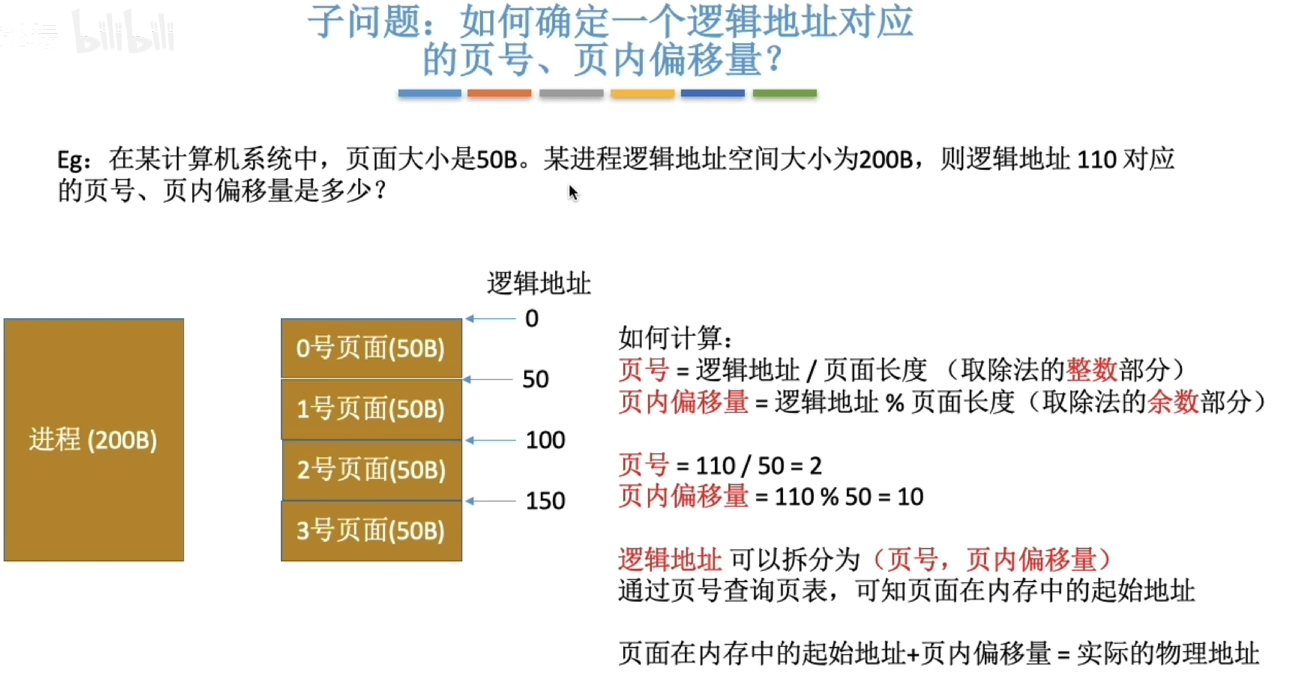 bilibili
子问题：如何确定一个逻辑地址对应
的页号、页内偏移量？
Eg：在某计算机系统中，页面大小是50B。某进程逻辑地址空间大小为200B，则逻辑地址 110 对应
的页号、页内偏移量是多少？
逻辑地址
进程 (200B)
0号页面(50B)
1号页面(50B)
2号页面(50B)
3号页面(50B)
0
50
100
150
如何计算：
页号 = 逻辑地址 / 页面长度 （取除法的整数部分）
页内偏移量 = 逻辑地址 % 页面长度（取除法的余数部分）
页号 = 110 / 50 = 2
页内偏移量 = 110 % 50 = 10
逻辑地址 可以拆分为（页号，页内偏移量）
通过页号查询页表，可知页面在内存中的起始地址
页面在内存中的起始地址+页内偏移量 = 实际的物理地址